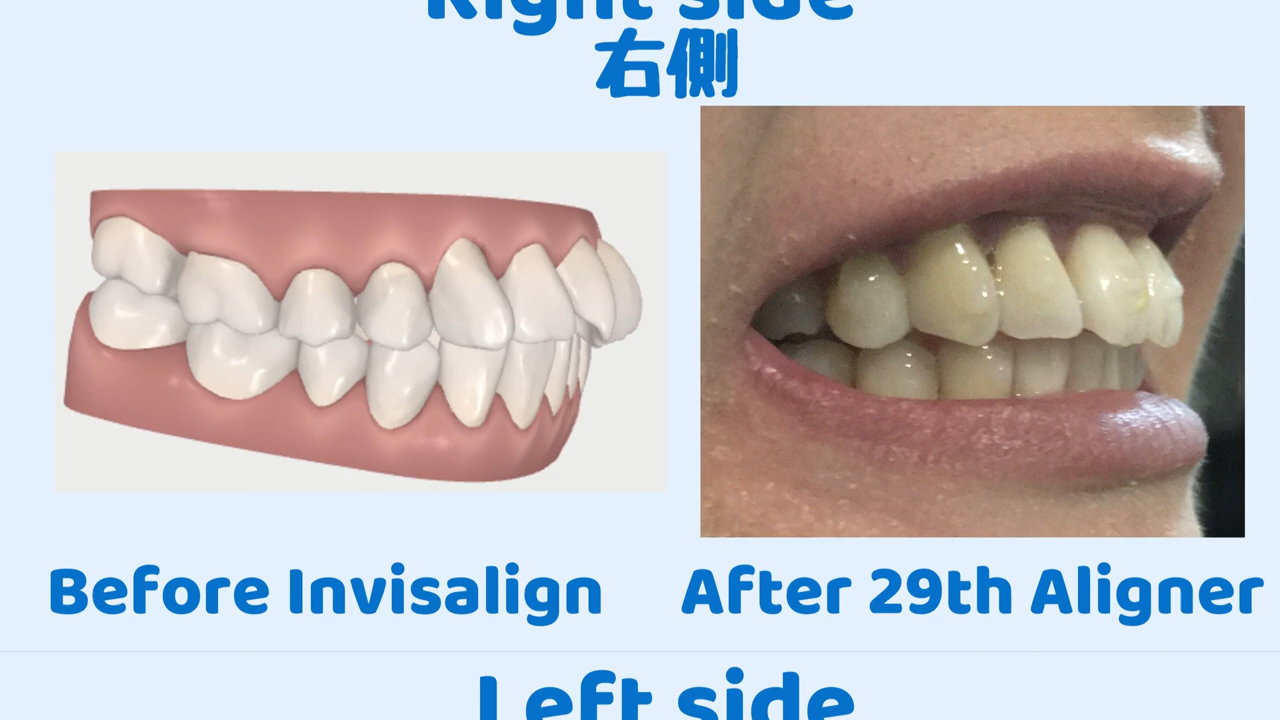 Right side
右側
Before Invisalign
After 29th Aligner
Left side